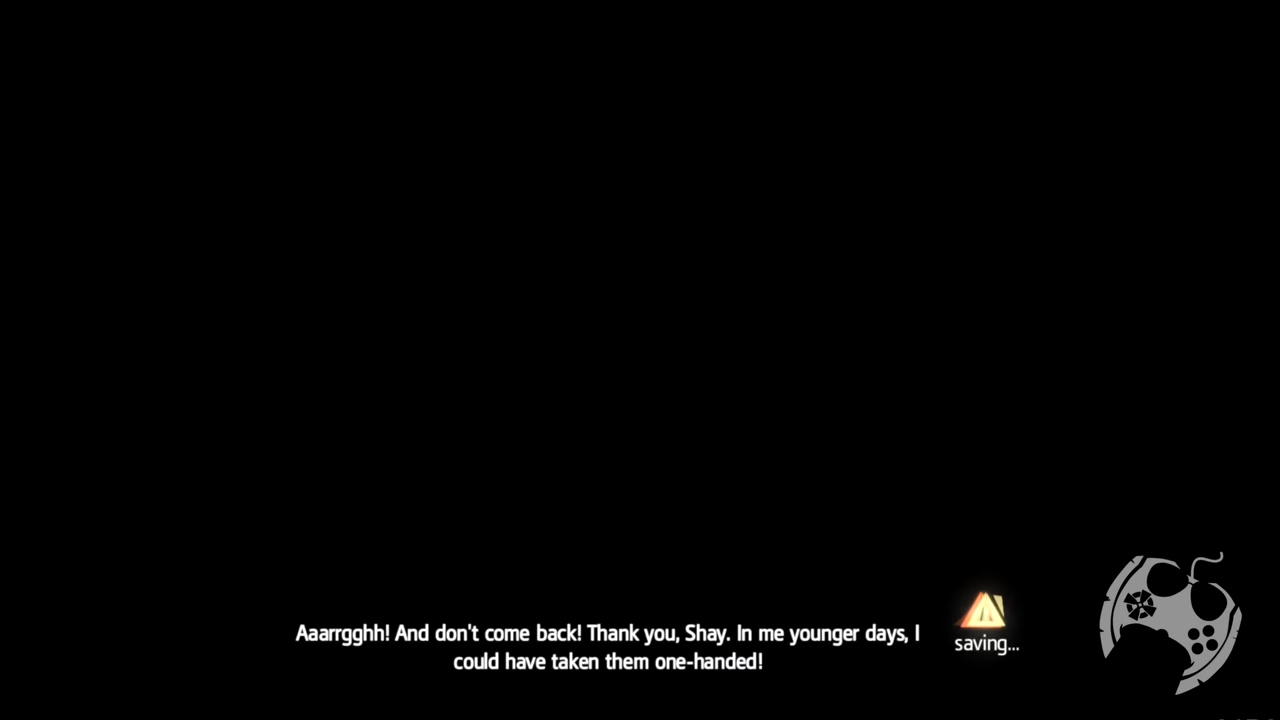 Aaarrgghh! And don't come back! Thank you, Shay. In me younger days, I
could have taken them one-handed!
saving...